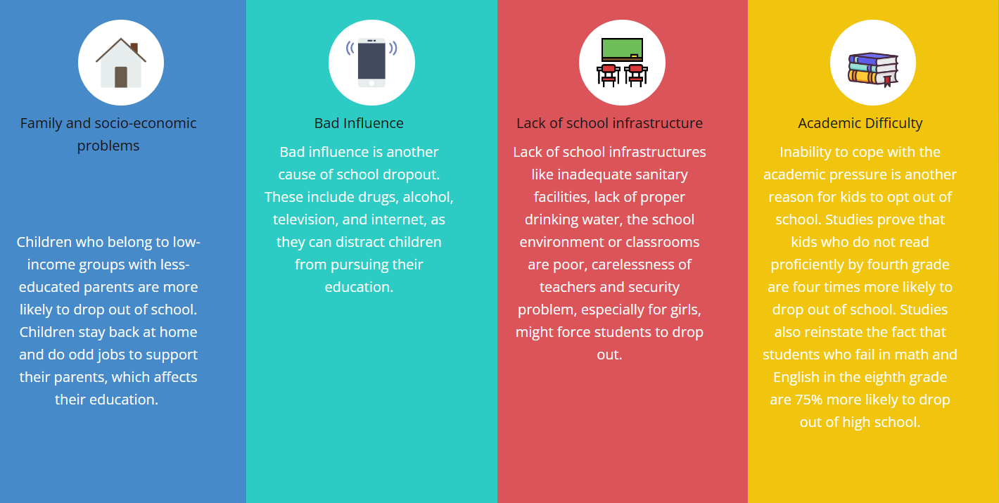 Family and socio-economic
problems
Children who belong to low-
income groups with less-
educated parents are more
likely to drop out of school.
Children stay back at home
and do odd jobs to support
their parents, which affects
their education.
Bad Influence
Bad influence is another
cause of school dropout.
These include drugs, alcohol,
television, and internet, as
they can distract children
from pursuing their
education.
Lack of school infrastructure
Lack of school infrastructures
like inadequate sanitary
facilities, lack of proper
drinking water, the school
environment or classrooms
are poor, carelessness of
teachers and security
problem, especially for girls,
might force students to drop
out.
Academic Difficulty
Inability to cope with the
academic pressure is another
reason for kids to opt out of
school. Studies prove that
kids who do not read
proficiently by fourth grade
are four times more likely to
drop out of school. Studies
also reinstate the fact that
students who fail in math and
English in the eighth grade
are 75% more likely to drop
out of high school.